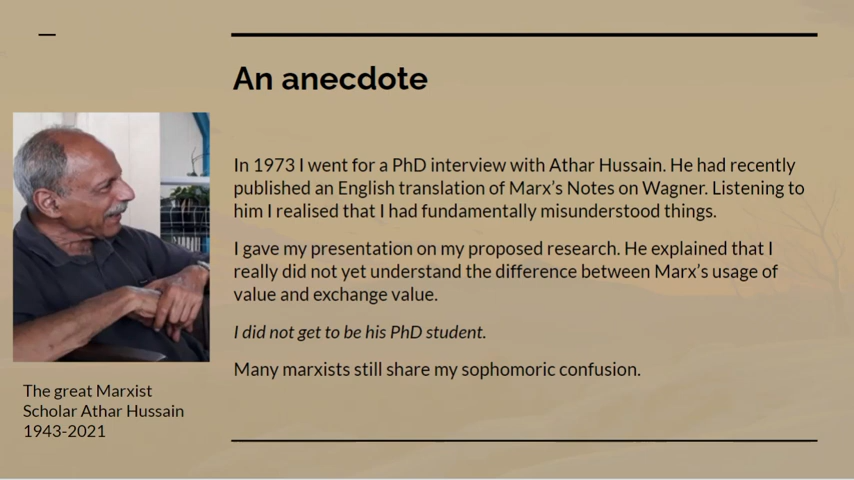 An anecdote
In 1973 I went for a PhD interview with Athar Hussain. He had recently
published an English translation of Marx's Notes on Wagner. Listening to
him I realised that I had fundamentally misunderstood things.
I gave my presentation on my proposed research. He explained that I
really did not yet understand the difference between Marx's usage of
value and exchange value.
I did not get to be his PhD student.
Many marxists still share my sophomoric confusion.
The great Marxist
Scholar Athar Hussain
1943-2021